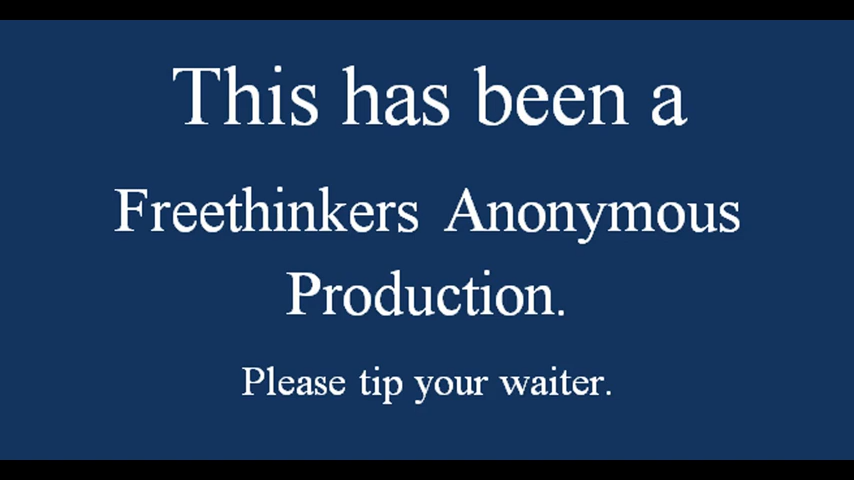 This has been a
Freethinkers Anonymous
Production.
Please tip your waiter.